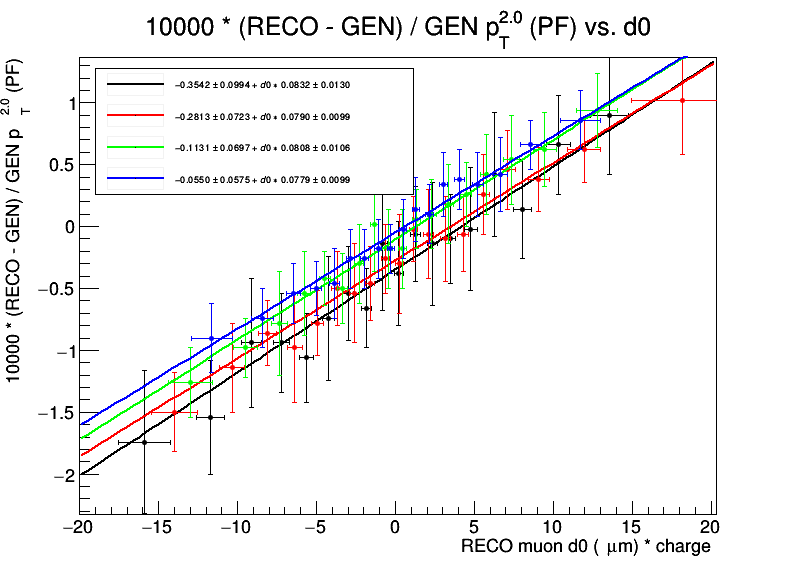 10000 * (RECO - GEN) / GEN p_T^2.0 (PF) vs. d0
10000 * (RECO - GEN) / GEN p_T^2.0 (PF)
−0.3542 ± 0.0994 + d0 * 0.0832 ± 0.0130
−0.2813 ± 0.0723 + d0 * 0.0790 ± 0.0099
−0.1131 ± 0.0697 + d0 * 0.0808 ± 0.0106
−0.0550 ± 0.0575 + d0 * 0.0779 ± 0.0099
1
0.5
0
−0.5
−1
−1.5
−2
−20 −15 −10 −5 0 5 10 15 20
RECO muon d0 ( μm) * charge